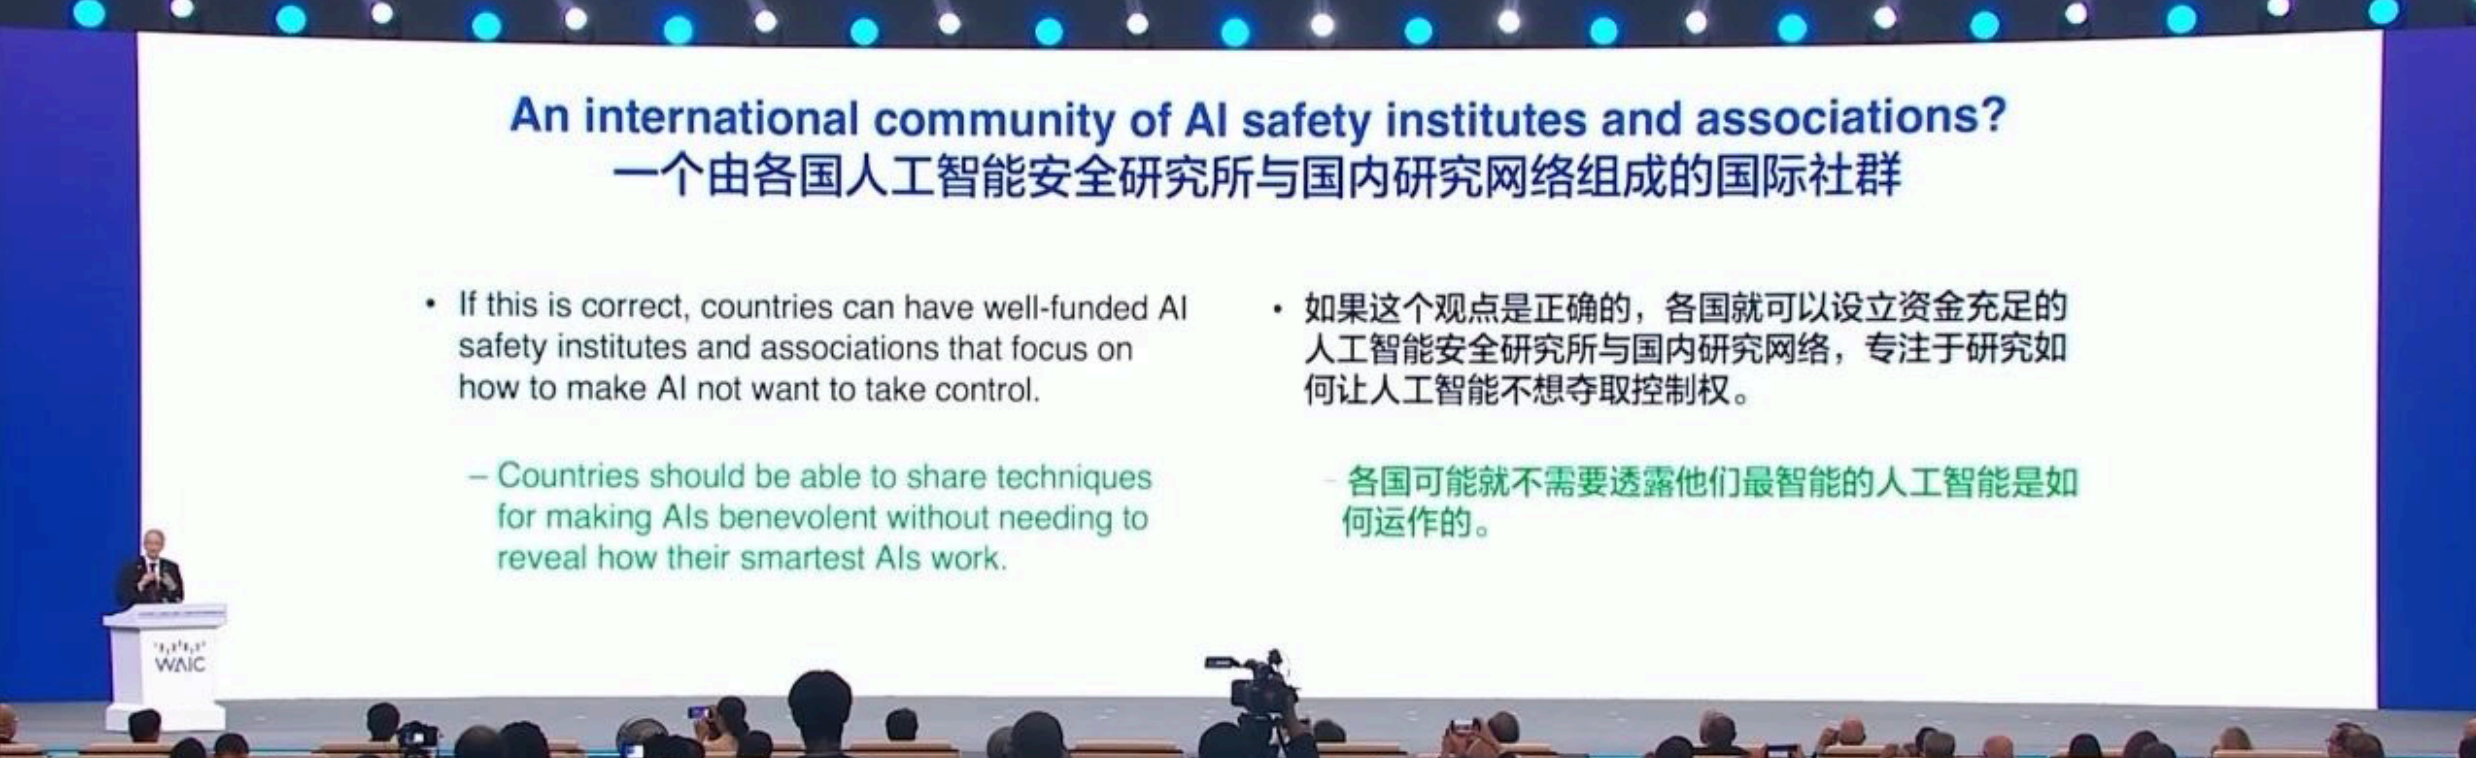 An international community of AI safety institutes and associations?
一个由各国人工智能安全研究所与国内研究网络组成的国际社群
• If this is correct, countries can have well-funded AI
safety institutes and associations that focus on
how to make AI not want to take control.
– Countries should be able to share techniques
for making AIs benevolent without needing to
reveal how their smartest AIs work.
• 如果这个观点是正确的，各国就可以设立资金充足的
人工智能安全研究所与国内研究网络，专注于研究如
何让人工智能不想夺取控制权。
– 各国可能就不需要透露他们最智能的人工智能是如
何运作的。
WAIC